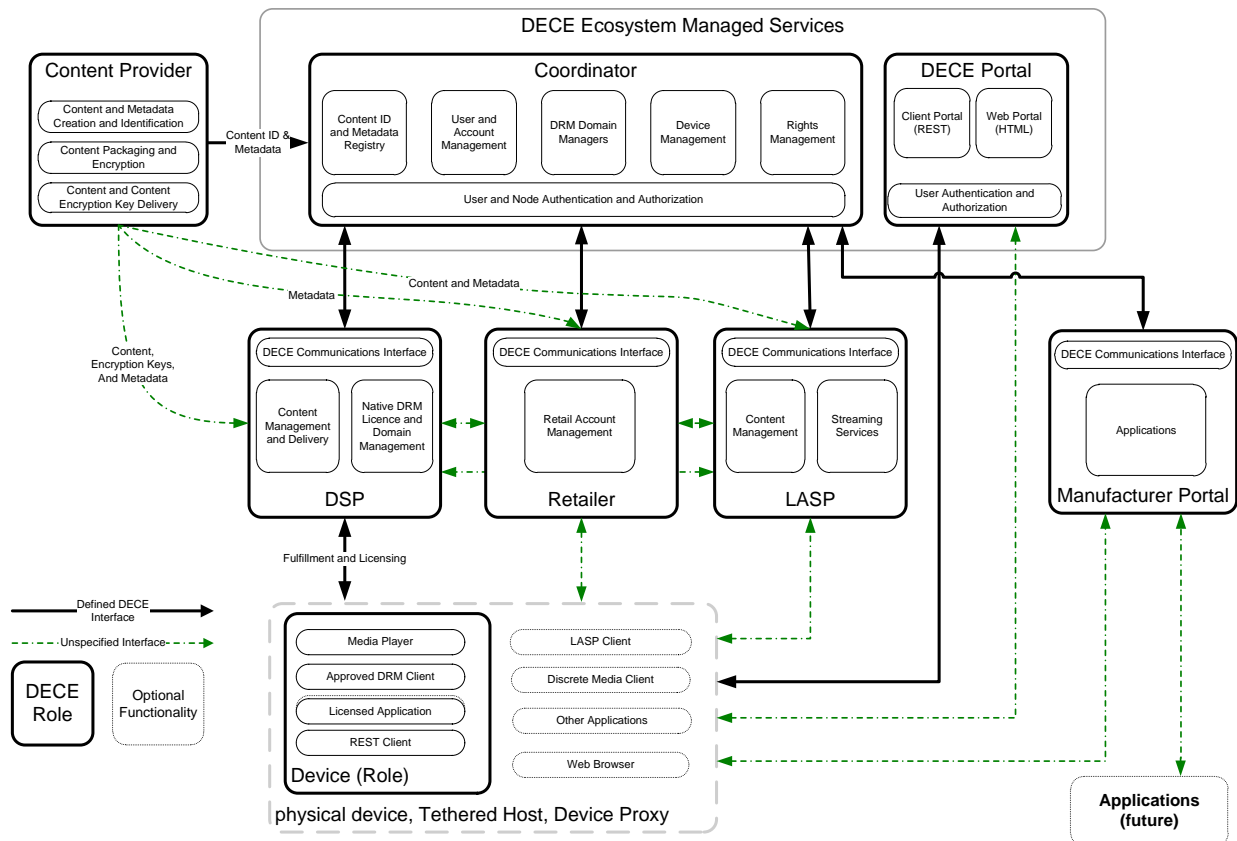 DECE Ecosystem Managed Services
Content Provider
Content and Metadata
Creation and Identification
Content Packaging and
Encryption
Content and Content
Encryption Key Delivery
Content ID &
Metadata
Coordinator
Content ID
and Metadata
Registry
User and
Account
Management
DRM Domain
Managers
Device
Management
Rights
Management
User and Node Authentication and Authorization
DECE Portal
Client Portal
(REST)
Web Portal
(HTML)
User Authentication and
Authorization
Content and Metadata
Metadata
Content,
Encryption Keys,
And Metadata
DECE Communications Interface
Content
Management
and Delivery
Native DRM
Licence and
Domain
Management
DSP
DECE Communications Interface
Retail Account
Management
Retailer
DECE Communications Interface
Content
Management
Streaming
Services
LASP
DECE Communications Interface
Applications
Manufacturer Portal
Fulfillment and Licensing
Defined DECE
Interface
Unspecified Interface
DECE
Role
Optional
Functionality
Media Player
Approved DRM Client
Licensed Application
REST Client
Device (Role)
LASP Client
Discrete Media Client
Other Applications
Web Browser
physical device, Tethered Host, Device Proxy
Applications
(future)